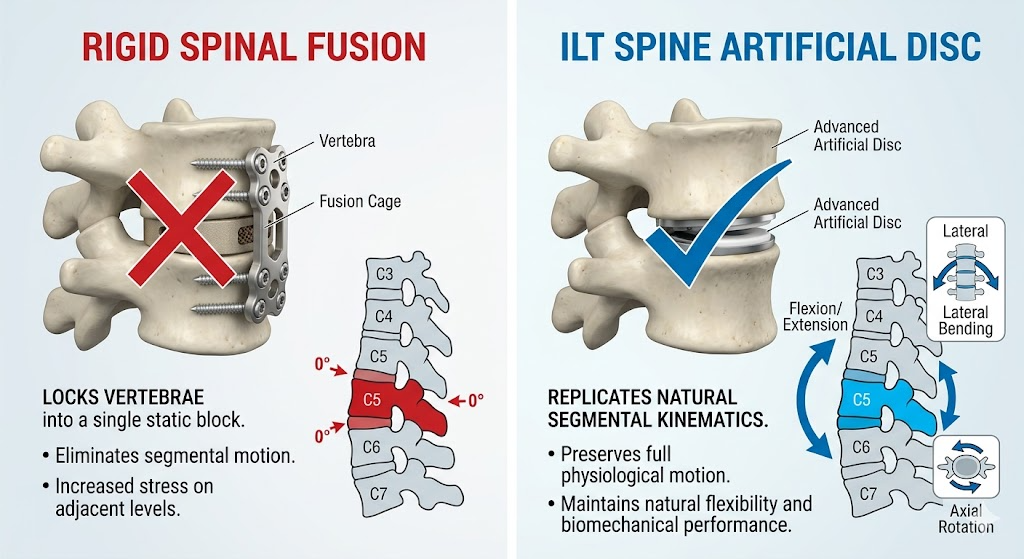 RIGID SPINAL FUSION
Vertebra
Fusion Cage
C3
C4
C5
0°
C5
0°
0°
C6
C7
LOCKS VERTEBRAE
into a single static block.
• Eliminates segmental motion.
• Increased stress on
adjacent levels.
ILT SPINE ARTIFICIAL DISC
Advanced
Artificial Disc
Advanced
Artificial Disc
Lateral
Lateral
Bending
Flexion/
Extension
C3
C4
C5
C5
C6
C7
Axial
Rotation
REPLICATES NATURAL
SEGMENTAL KINEMATICS.
• Preserves full
physiological motion.
• Maintains natural flexibility and
biomechanical performance.